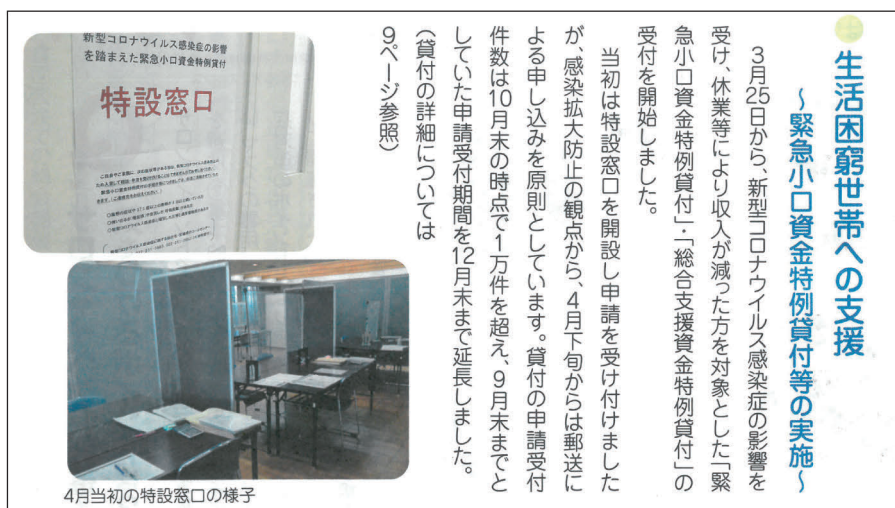 生活困窮世帯への支援
～緊急小口資金特例貸付等の実施～
3月25日から、新型コロナウイルス感染症の影響を
受け、休業等により収入が減った方を対象とした「緊
急小口資金特例貸付」・「総合支援資金特例貸付」の
受付を開始しました。
当初は特設窓口を開設し申請を受け付けました
が、感染拡大防止の観点から、4月下旬からは郵送に
よる申し込みを原則としています。貸付の申請受付
件数は10月末の時点で1万件を超え、9月末までと
していた申請受付期間を12月末まで延長しました。
（貸付の詳細については
9ページ参照）
新型コロナウイルス感染症の影響
を踏まえた緊急小口資金特例貸付
特設窓口
4月当初の特設窓口の様子